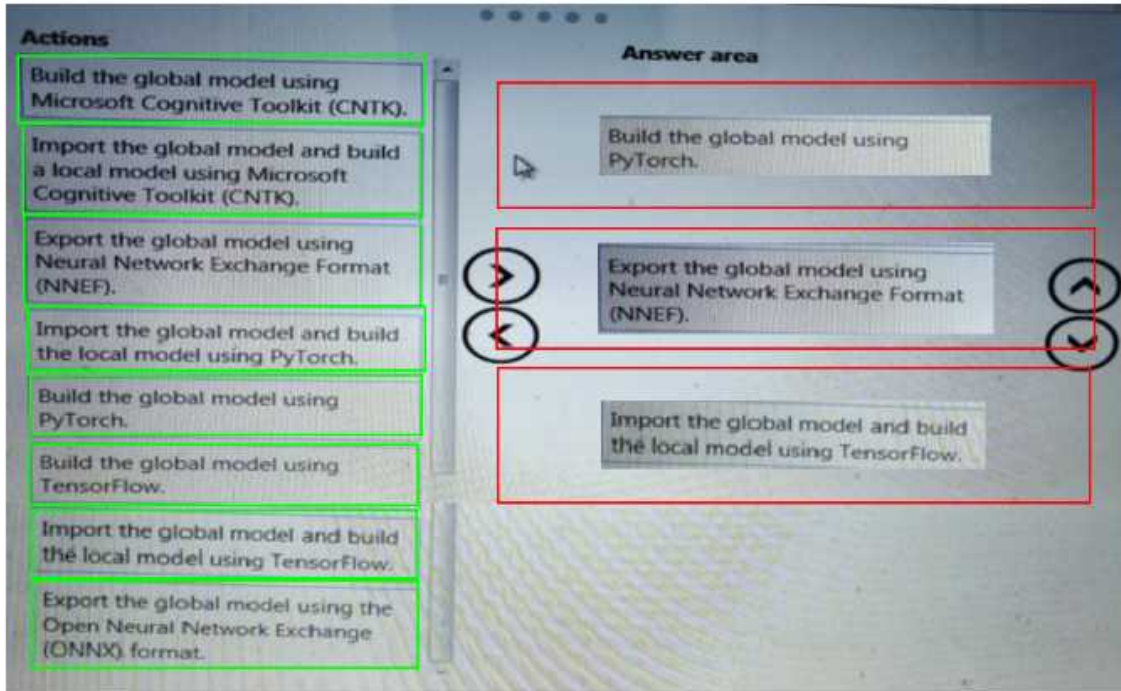 Actions
Build the global model using
Microsoft Cognitive Toolkit (CNTK).
Import the global model and build
a local model using Microsoft
Cognitive Toolkit (CNTK).
Export the global model using
Neural Network Exchange Format
(NNEF).
Import the global model and build
the local model using PyTorch.
Build the global model using
PyTorch.
Build the global model using
TensorFlow.
Import the global model and build
the local model using TensorFlow.
Export the global model using the
Open Neural Network Exchange
(ONNX) format.
Answer area
Build the global model using
PyTorch.
Export the global model using
Neural Network Exchange Format
(NNEF).
Import the global model and build
the local model using TensorFlow.